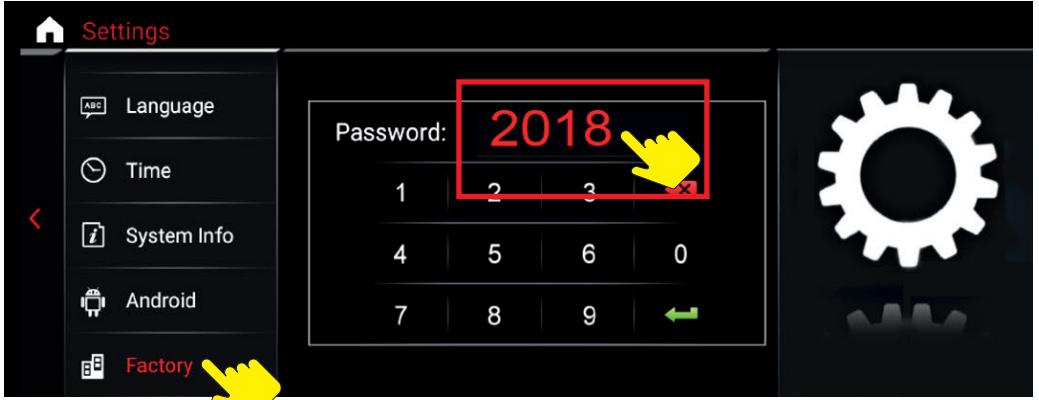 Settings
ABC Language
Time
i System Info
Android
Factory
Password: 2018
1 2 3
4 5 6 0
7 8 9